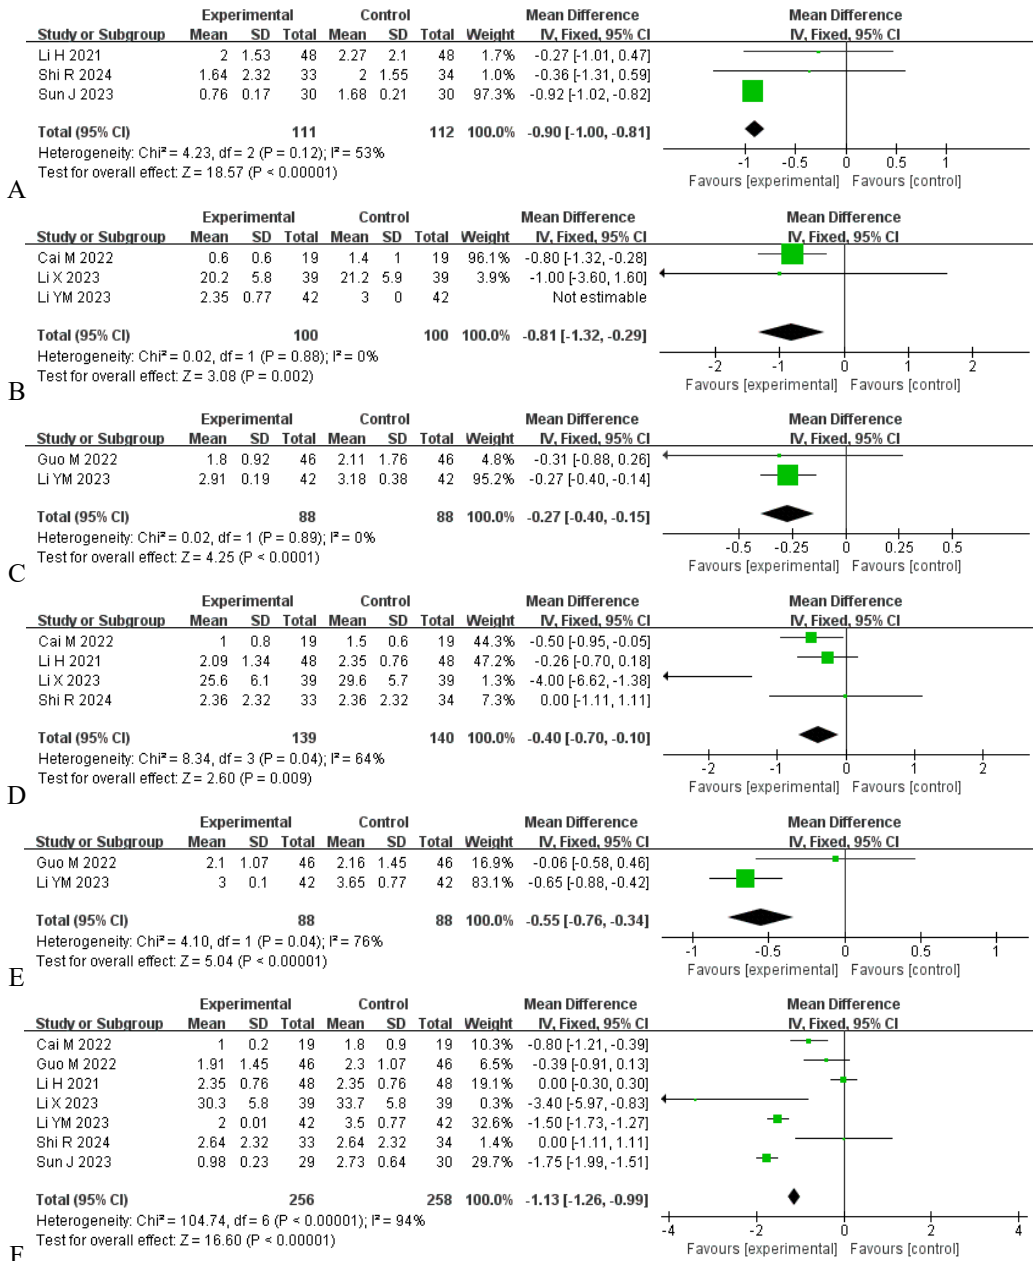 Experimental Control Mean Difference Mean Difference
Study or Subgroup Mean SD Total Mean SD Total Weight IV, Fixed, 95% CI IV, Fixed, 95% CI
Li H 2021 2 1.53 48 2.27 2.1 48 1.7% -0.27 [-1.01, 0.47]
Shi R 2024 1.64 2.32 33 2 1.55 34 1.0% -0.36 [-1.31, 0.59]
Sun J 2023 0.76 0.17 30 1.68 0.21 30 97.3% -0.92 [-1.02, -0.82]
Total (95% CI) 111 112 100.0% -0.90 [-1.00, -0.81]
Heterogeneity: Chi² = 4.23, df = 2 (P = 0.12); I² = 53%
Test for overall effect: Z = 18.57 (P < 0.00001)
-1 -0.5 0 0.5 1
Favours [experimental] Favours [control]
A
Experimental Control Mean Difference Mean Difference
Study or Subgroup Mean SD Total Mean SD Total Weight IV, Fixed, 95% CI IV, Fixed, 95% CI
Cai M 2022 0.6 0.6 19 1.4 1 19 96.1% -0.80 [-1.32, -0.28]
Li X 2023 20.2 5.8 39 21.2 5.9 39 3.9% -1.00 [-3.60, 1.60]
Li YM 2023 2.35 0.77 42 3 0 42 Not estimable
Total (95% CI) 100 100 100.0% -0.81 [-1.32, -0.29]
Heterogeneity: Chi² = 0.02, df = 1 (P = 0.88); I² = 0%
Test for overall effect: Z = 3.08 (P = 0.002)
-2 -1 0 1 2
Favours [experimental] Favours [control]
B
Experimental Control Mean Difference Mean Difference
Study or Subgroup Mean SD Total Mean SD Total Weight IV, Fixed, 95% CI IV, Fixed, 95% CI
Guo M 2022 1.8 0.92 46 2.11 1.76 46 4.8% -0.31 [-0.88, 0.26]
Li YM 2023 2.91 0.19 42 3.18 0.38 42 95.2% -0.27 [-0.40, -0.14]
Total (95% CI) 88 88 100.0% -0.27 [-0.40, -0.15]
Heterogeneity: Chi² = 0.02, df = 1 (P = 0.89); I² = 0%
Test for overall effect: Z = 4.25 (P < 0.0001)
-0.5 -0.25 0 0.25 0.5
Favours [experimental] Favours [control]
C
Experimental Control Mean Difference Mean Difference
Study or Subgroup Mean SD Total Mean SD Total Weight IV, Fixed, 95% CI IV, Fixed, 95% CI
Cai M 2022 1 0.8 19 1.5 0.6 19 44.3% -0.50 [-0.95, -0.05]
Li H 2021 2.09 1.34 48 2.35 0.76 48 47.2% -0.26 [-0.70, 0.18]
Li X 2023 25.6 6.1 39 29.6 5.7 39 1.3% -4.00 [-6.62, -1.38]
Shi R 2024 2.36 2.32 33 2.36 2.32 34 7.3% 0.00 [-1.11, 1.11]
Total (95% CI) 139 140 100.0% -0.40 [-0.70, -0.10]
Heterogeneity: Chi² = 8.34, df = 3 (P = 0.04); I² = 64%
Test for overall effect: Z = 2.60 (P = 0.009)
-2 -1 0 1 2
Favours [experimental] Favours [control]
D
Experimental Control Mean Difference Mean Difference
Study or Subgroup Mean SD Total Mean SD Total Weight IV, Fixed, 95% CI IV, Fixed, 95% CI
Guo M 2022 2.1 1.07 46 2.16 1.45 46 16.9% -0.06 [-0.58, 0.46]
Li YM 2023 3 0.1 42 3.65 0.77 42 83.1% -0.65 [-0.88, -0.42]
Total (95% CI) 88 88 100.0% -0.55 [-0.76, -0.34]
Heterogeneity: Chi² = 4.10, df = 1 (P = 0.04); I² = 76%
Test for overall effect: Z = 5.04 (P < 0.00001)
-1 -0.5 0 0.5 1
Favours [experimental] Favours [control]
E
Experimental Control Mean Difference Mean Difference
Study or Subgroup Mean SD Total Mean SD Total Weight IV, Fixed, 95% CI IV, Fixed, 95% CI
Cai M 2022 1 0.2 19 1.8 0.9 19 10.3% -0.80 [-1.21, -0.39]
Guo M 2022 1.91 1.45 46 2.3 1.07 46 6.5% -0.39 [-0.91, 0.13]
Li H 2021 2.35 0.76 48 2.35 0.76 48 19.1% 0.00 [-0.30, 0.30]
Li X 2023 30.3 5.8 39 33.7 5.8 39 0.3% -3.40 [-5.97, -0.83]
Li YM 2023 2 0.01 42 3.5 0.77 42 32.6% -1.50 [-1.73, -1.27]
Shi R 2024 2.64 2.32 33 2.64 2.32 34 1.4% 0.00 [-1.11, 1.11]
Sun J 2023 0.98 0.23 29 2.73 0.64 30 29.7% -1.75 [-1.99, -1.51]
Total (95% CI) 256 258 100.0% -1.13 [-1.26, -0.99]
Heterogeneity: Chi² = 104.74, df = 6 (P < 0.00001); I² = 94%
Test for overall effect: Z = 16.60 (P < 0.00001)
-4 -2 0 2 4
Favours [experimental] Favours [control]
F